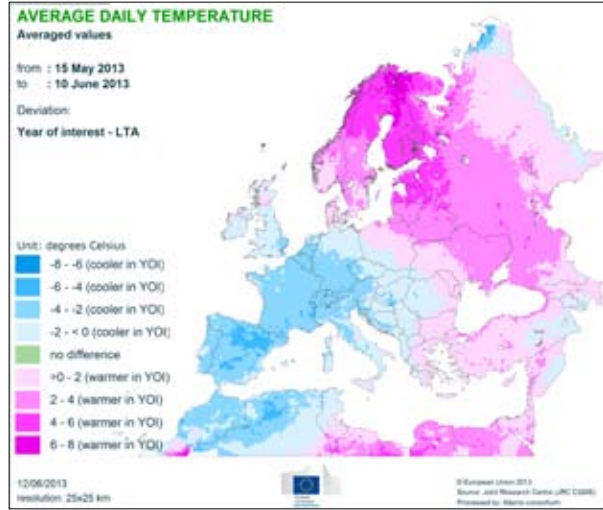 AVERAGE DAILY TEMPERATURE
Averaged values
from : 15 May 2013
to : 10 June 2013
Deviation:
Year of interest - LTA
Unit: degrees Celsius
-8 - -6 (cooler in YOI)
-6 - -4 (cooler in YOI)
-4 - -2 (cooler in YOI)
-2 - < 0 (cooler in YOI)
no difference
>0 - 2 (warmer in YOI)
2 - 4 (warmer in YOI)
4 - 6 (warmer in YOI)
6 - 8 (warmer in YOI)
12/06/2013
resolution: 25x25 km
© European Union 2013
Source: Joint Research Centre (JRC
Processed by: Alterra consortium